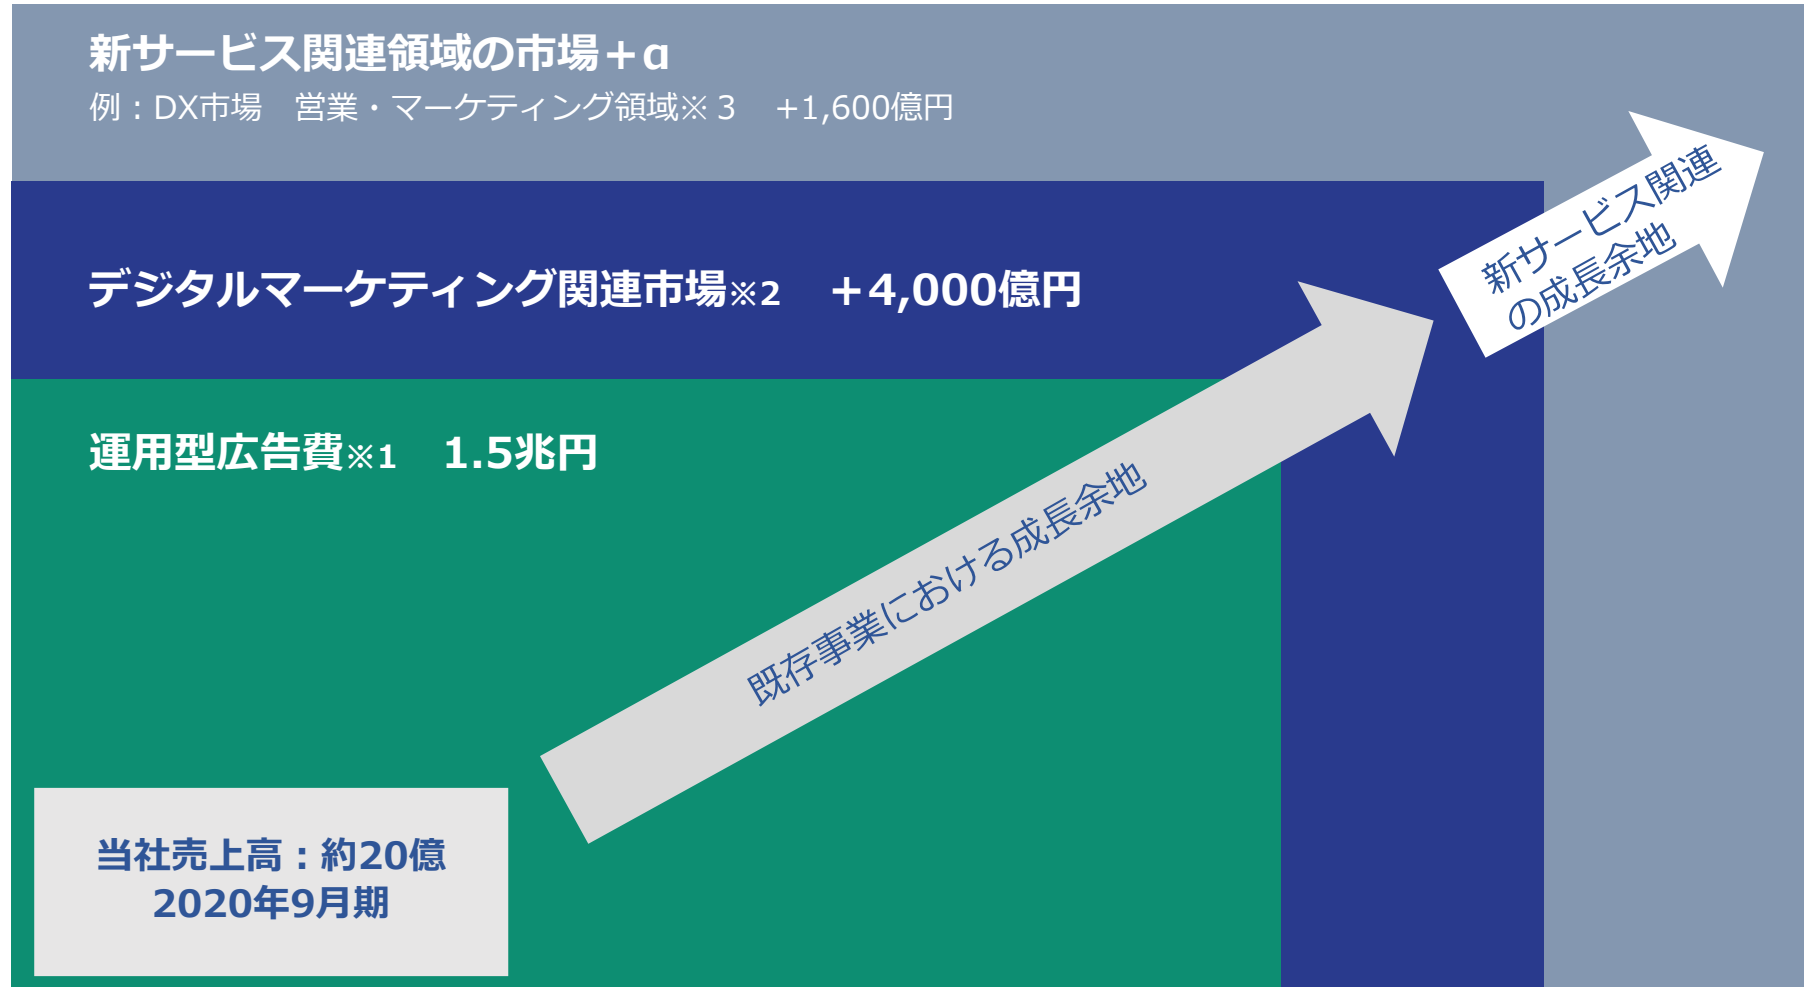 新サービス関連領域の市場＋α
例：DX市場　営業・マーケティング領域※３　+1,600億円
デジタルマーケティング関連市場※2　＋4,000億円
運用型広告費※1　1.5兆円
新サービス関連
の成長余地
既存事業における成長余地
当社売上高：約20億
2020年9月期